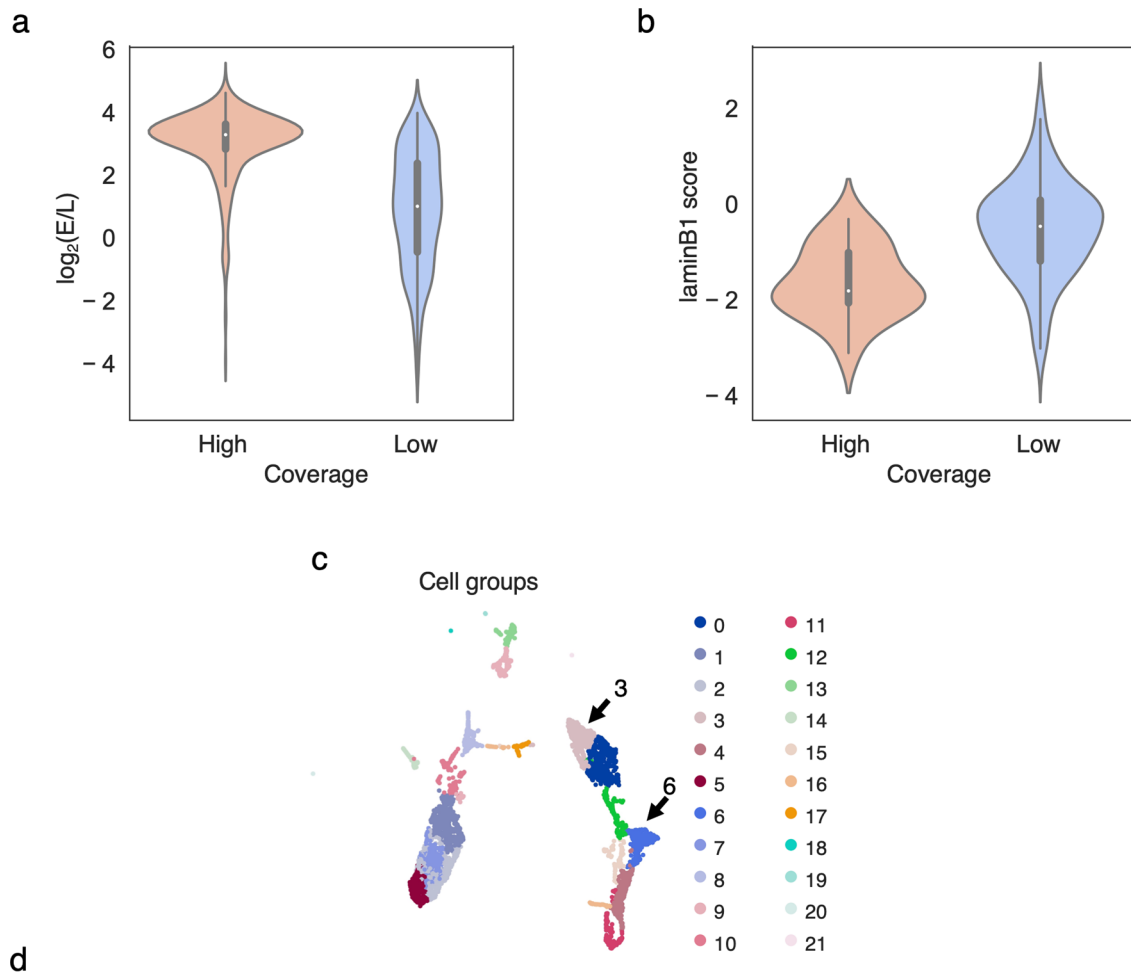 a
6
4
2
0
− 2
− 4
log₂(E/L)
High
Low
Coverage
b
2
0
− 2
− 4
laminB1 score
High
Low
Coverage
c
Cell groups
3
6
0
1
2
3
4
5
6
7
8
9
10
11
12
13
14
15
16
17
18
19
20
21
d